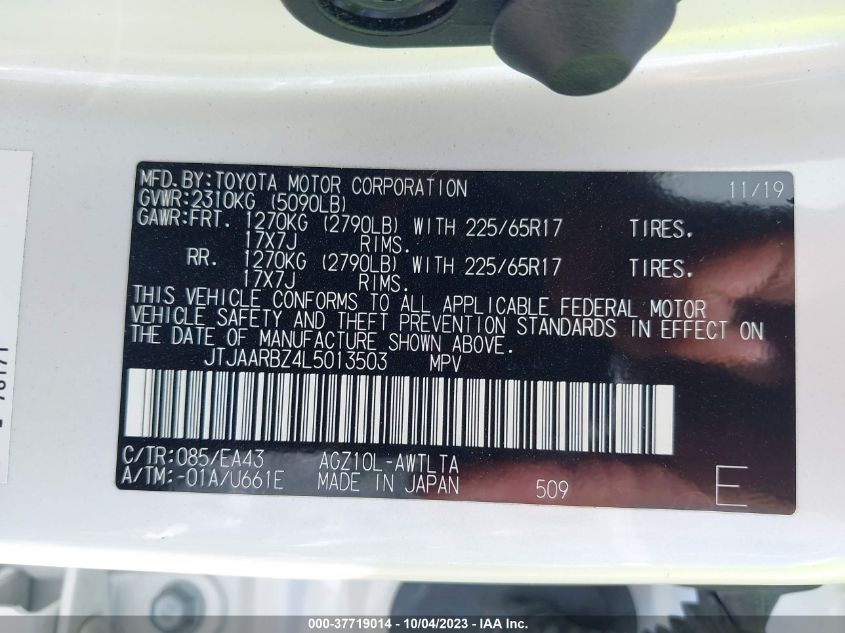 MFD.BY:TOYOTA MOTOR CORPORATION 11/19
GVWR:2310KG (5090LB)
GAWR:FRT. 1270KG (2790LB) WITH 225/65R17 TIRES.
17X7J RIMS.
RR. 1270KG (2790LB) WITH 225/65R17 TIRES.
17X7J RIMS.
THIS VEHICLE CONFORMS TO ALL APPLICABLE FEDERAL MOTOR
VEHICLE SAFETY AND THEFT PREVENTION STANDARDS IN EFFECT ON
THE DATE OF MANUFACTURE SHOWN ABOVE.
JTJAARBZ4L5013503 MPV
C/TR:085/EA43 AGZ10L-AWTLTA
A/TM:-01A/U661E MADE IN JAPAN 509 E
000-37719014 - 10/04/2023 - IAA Inc.